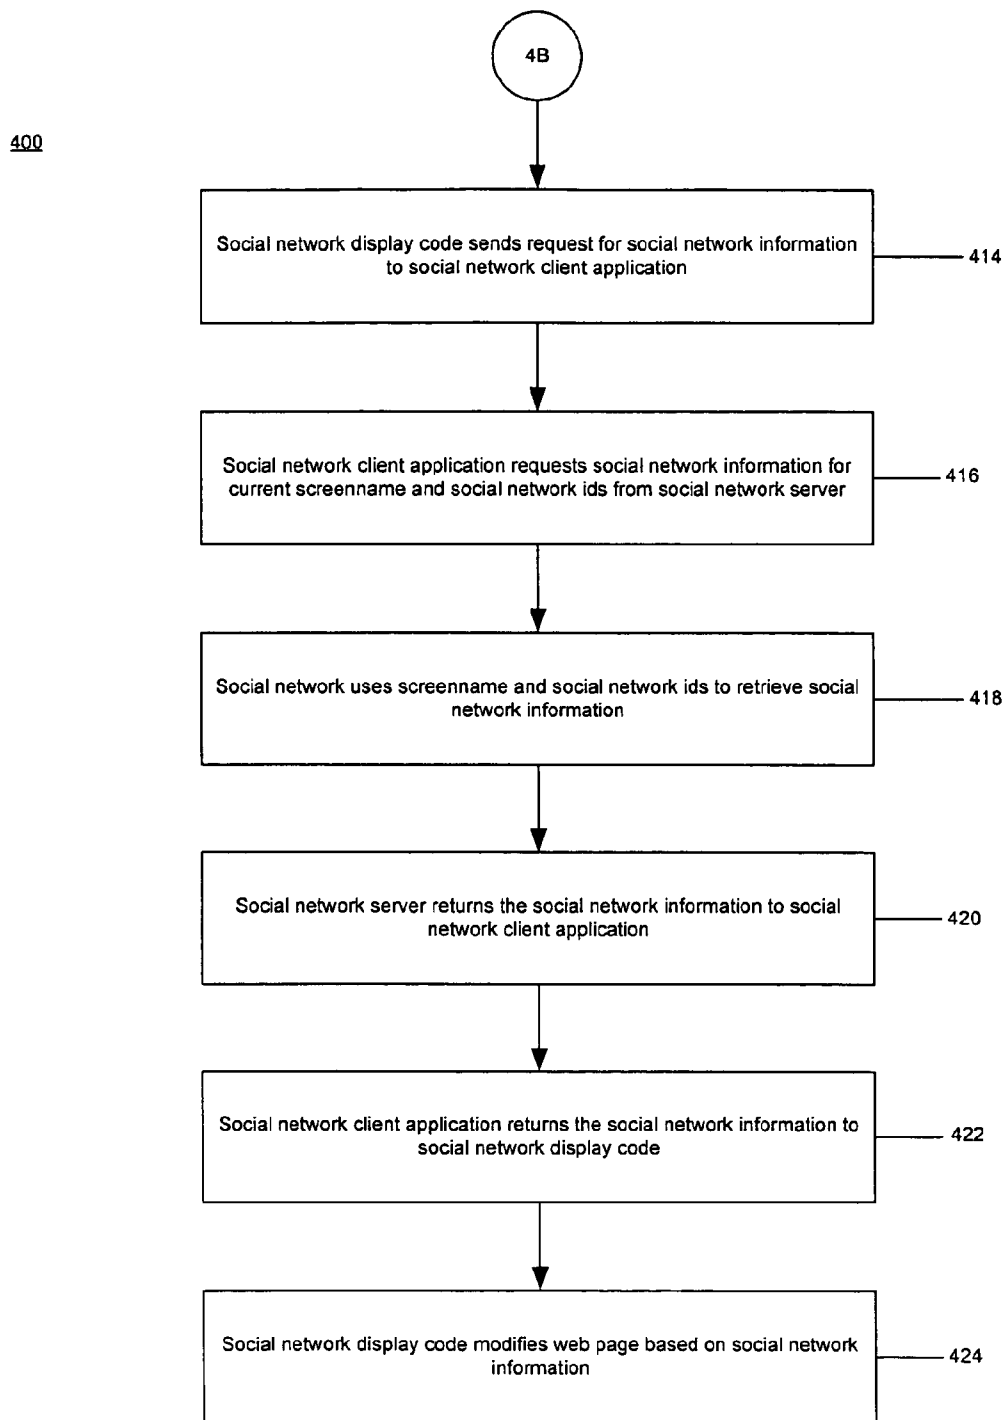 4B
400
Social network display code sends request for social network information
to social network client application
414
Social network client application requests social network information for
current screenname and social network ids from social network server
416
Social network uses screenname and social network ids to retrieve social
network information
418
Social network server returns the social network information to social
network client application
420
Social network client application returns the social network information to
social network display code
422
Social network display code modifies web page based on social network
information
424